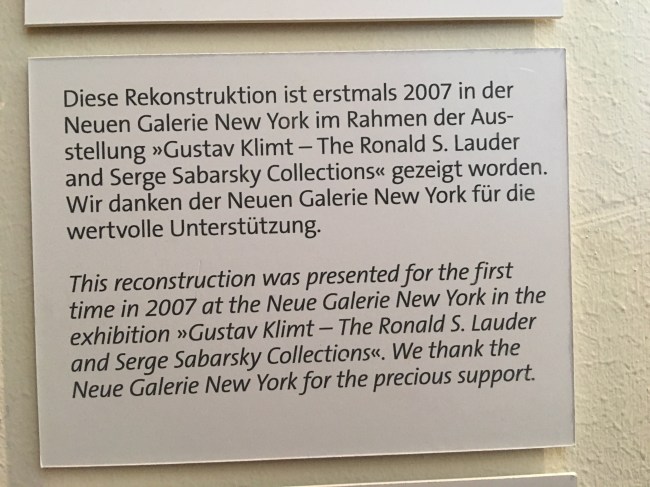 Diese Rekonstruktion ist erstmals 2007 in der
Neuen Galerie New York im Rahmen der Aus-
stellung »Gustav Klimt – The Ronald S. Lauder
and Serge Sabarsky Collections« gezeigt worden.
Wir danken der Neuen Galerie New York für die
wertvolle Unterstützung.
This reconstruction was presented for the first
time in 2007 at the Neue Galerie New York in the
exhibition »Gustav Klimt – The Ronald S. Lauder
and Serge Sabarsky Collections«. We thank the
Neue Galerie New York for the precious support.